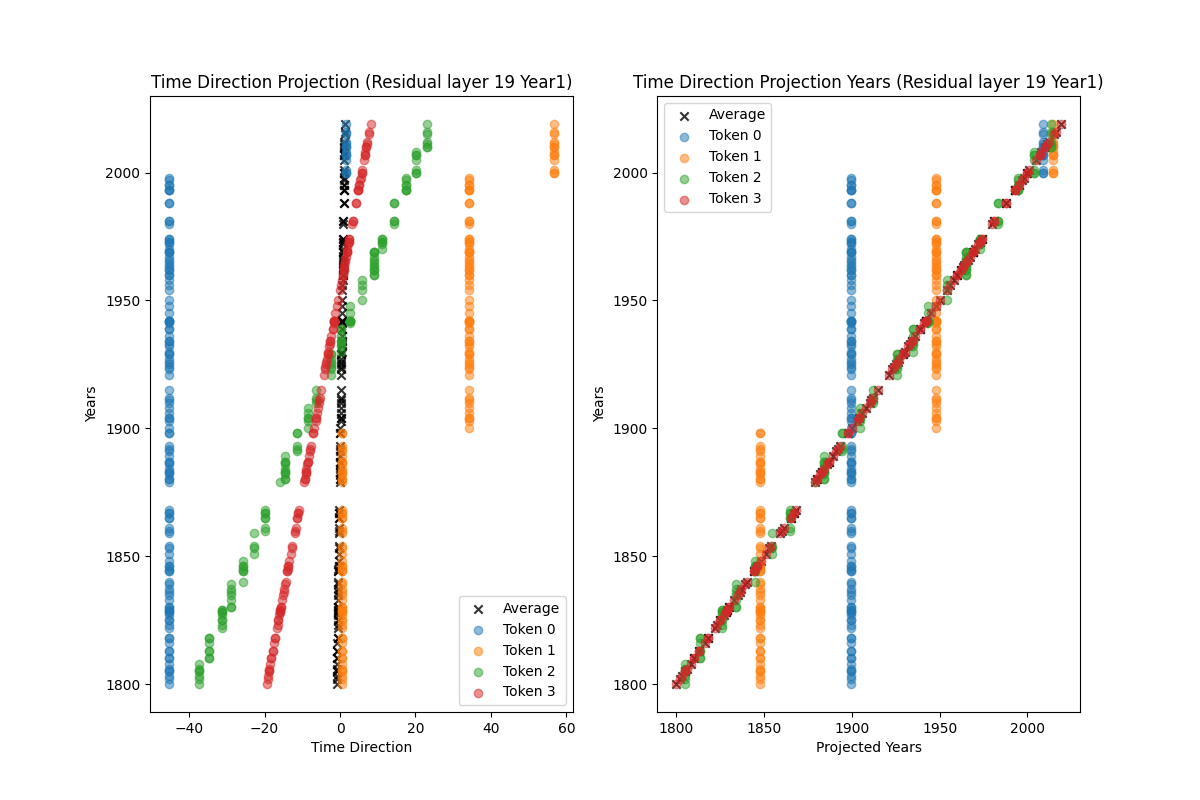 Time Direction Projection (Residual layer 19 Year1)
Years
2000
1950
1900
1850
1800
−40
−20
0
20
40
60
Time Direction
Average
Token 0
Token 1
Token 2
Token 3
Time Direction Projection Years (Residual layer 19 Year1)
Average
Token 0
Token 1
Token 2
Token 3
Years
2000
1950
1900
1850
1800
1800
1850
1900
1950
2000
Projected Years